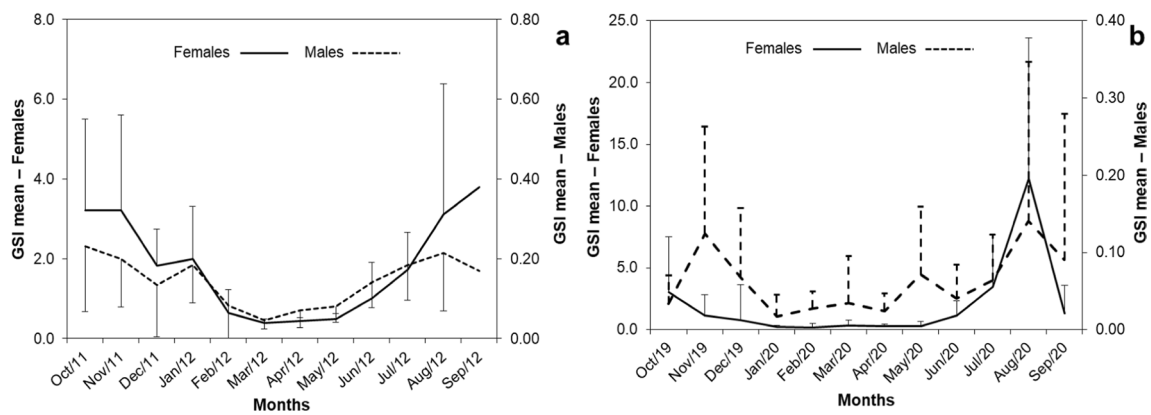 8.0
6.0
4.0
2.0
0.0
GSI mean – Females
Females
Males
a
0.80
0.60
0.40
0.20
0.00
GSI mean – Males
Oct/11
Nov/11
Dec/11
Jan/12
Feb/12
Mar/12
Apr/12
May/12
Jun/12
Jul/12
Aug/12
Sep/12
Months
25.0
20.0
15.0
10.0
5.0
0.0
GSI mean – Females
Females
Males
b
0.40
0.30
0.20
0.10
0.00
GSI mean – Males
Oct/19
Nov/19
Dec/19
Jan/20
Feb/20
Mar/20
Apr/20
May/20
Jun/20
Jul/20
Aug/20
Sep/20
Months